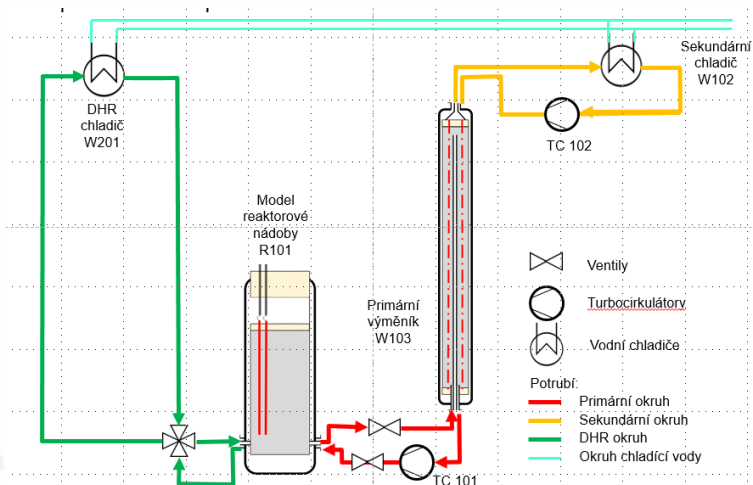 Sekundární
chladič
W102
DHR
chladič
W201
TC 102
Model
reaktorové
nádoby
R101
Primární
výměník
W103
TC 101
Ventily
Turbocirkulátory
Vodní chladiče
Potrubí:
Primární okruh
Sekundární okruh
DHR okruh
Okruh chladící vody